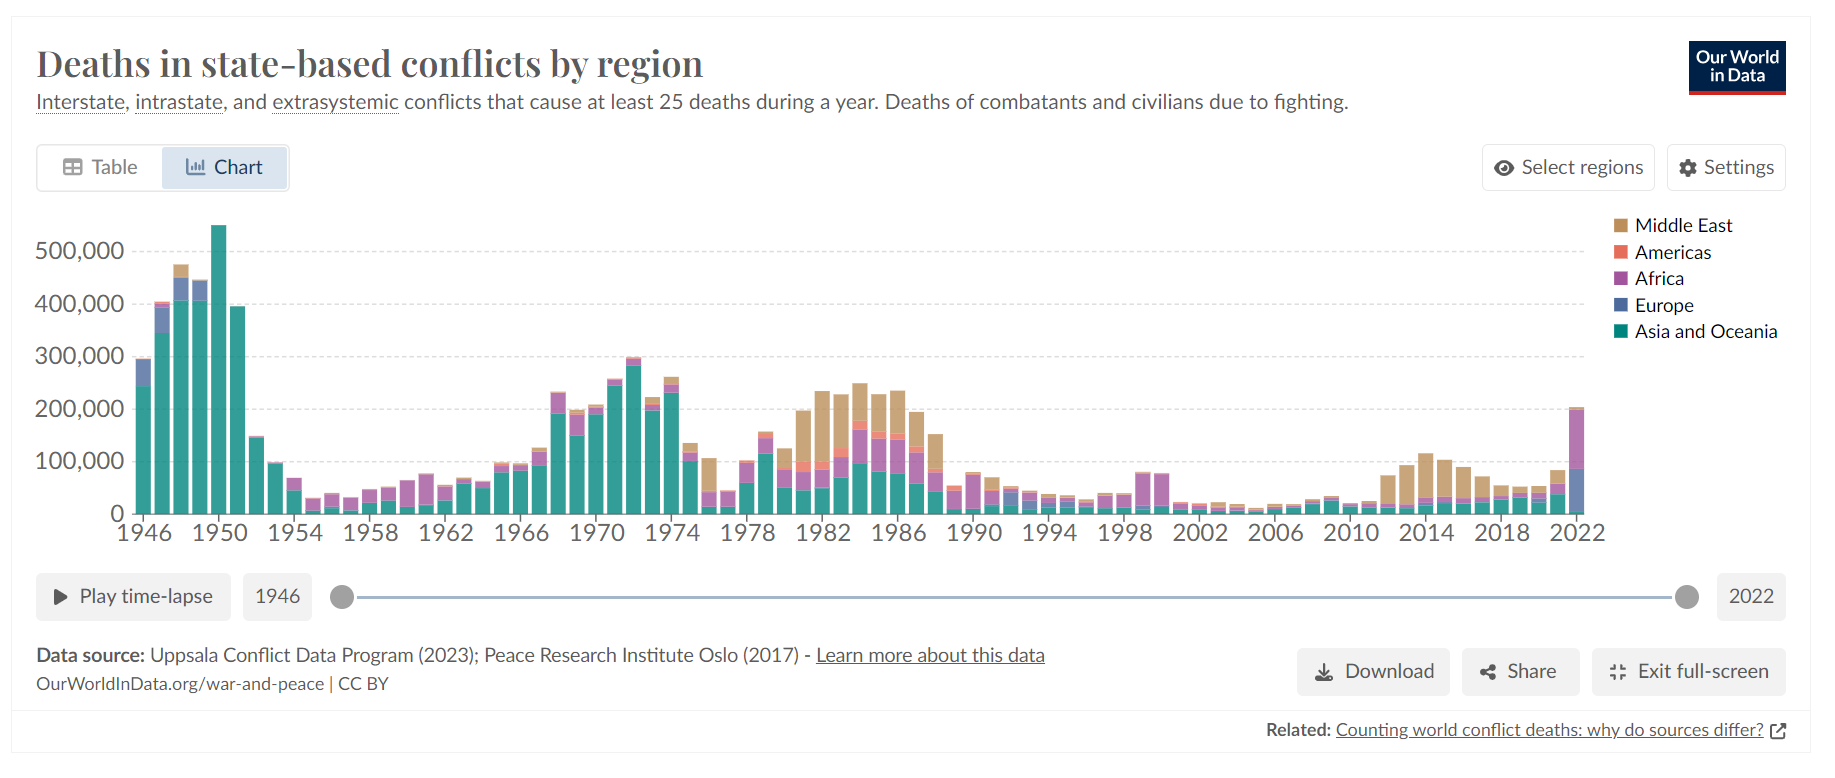 Deaths in state-based conflicts by region
Our World
in Data
Interstate, intrastate, and extrasystemic conflicts that cause at least 25 deaths during a year. Deaths of combatants and civilians due to fighting.
Table
Chart
Select regions
Settings
Middle East
Americas
Africa
Europe
Asia and Oceania
500,000
400,000
300,000
200,000
100,000
0
1946 1950 1954 1958 1962 1966 1970 1974 1978 1982 1986 1990 1994 1998 2002 2006 2010 2014 2018 2022
Play time-lapse
1946
2022
Data source: Uppsala Conflict Data Program (2023); Peace Research Institute Oslo (2017) - Learn more about this data
OurWorldInData.org/war-and-peace | CC BY
Download
Share
Exit full-screen
Related: Counting world conflict deaths: why do sources differ?